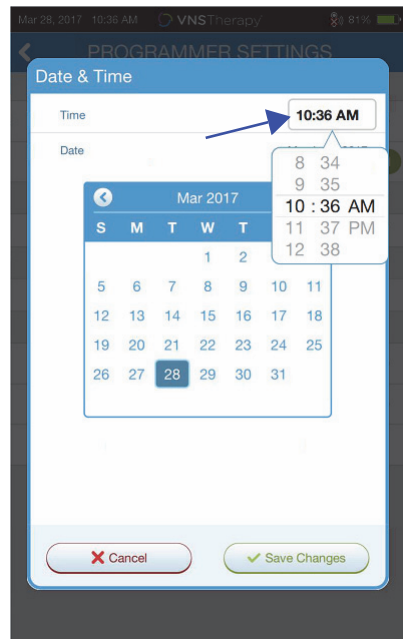 Mar 28, 2017 10:36 AM VNSTherapy 81%
PROGRAMMER SETTINGS
Date & Time
Time 10:36 AM
Date
8 34
9 35
10 : 36 AM
11 37 PM
12 38
Mar 2017
S M T W T
1 2
5 6 7 8 9 10 11
12 13 14 15 16 17 18
19 20 21 22 23 24 25
26 27 28 29 30 31
Cancel Save Changes